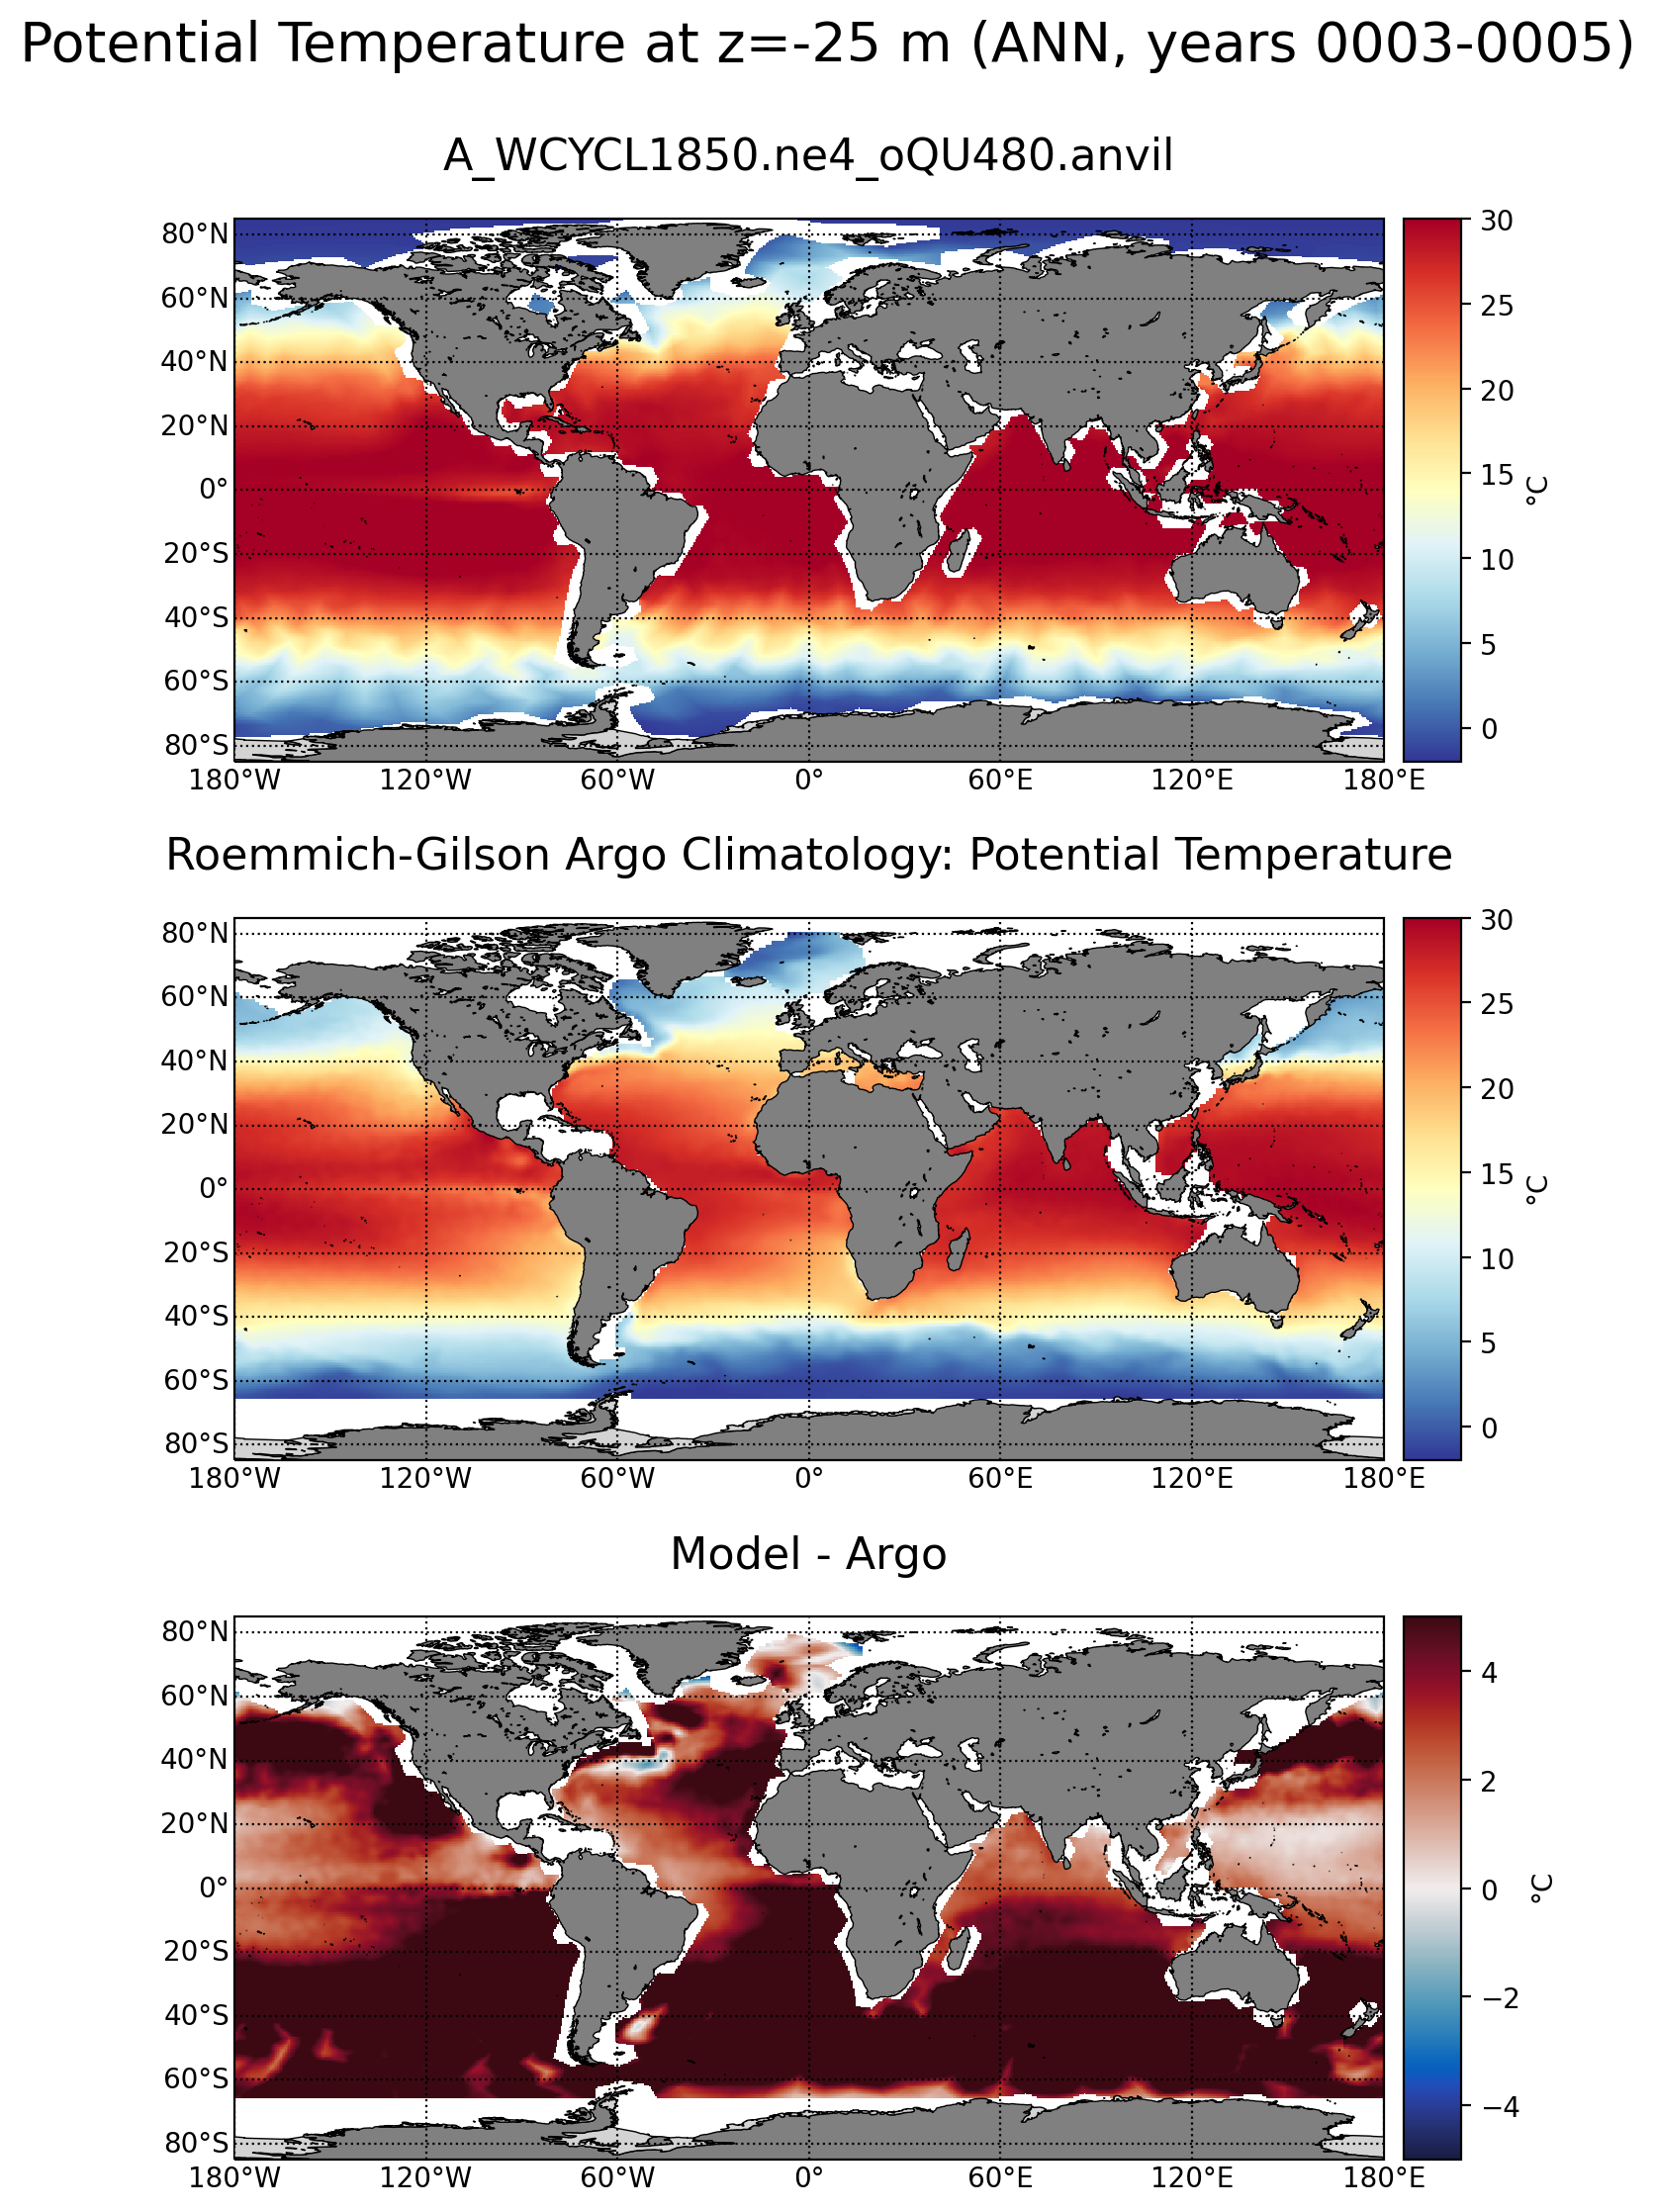 Potential Temperature at z=-25 m (ANN, years 0003-0005)
A_WCYCL1850.ne4_oQU480.anvil
80°N
60°N
40°N
20°N
0°
20°S
40°S
60°S
80°S
180°W 120°W 60°W 0° 60°E 120°E 180°E
30
25
20
15
10
5
0
°C
Roemmich-Gilson Argo Climatology: Potential Temperature
80°N
60°N
40°N
20°N
0°
20°S
40°S
60°S
80°S
180°W 120°W 60°W 0° 60°E 120°E 180°E
30
25
20
15
10
5
0
°C
Model - Argo
80°N
60°N
40°N
20°N
0°
20°S
40°S
60°S
80°S
180°W 120°W 60°W 0° 60°E 120°E 180°E
4
2
0
−2
−4
°C